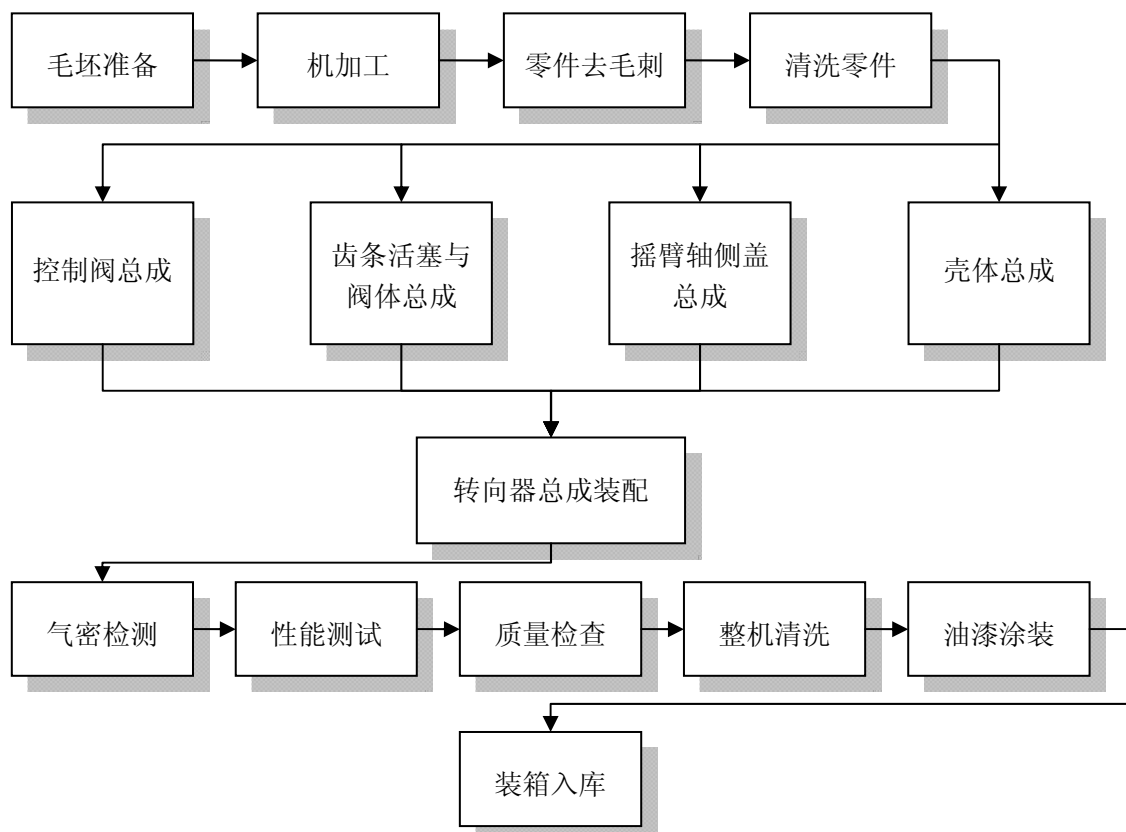 毛坯准备
机加工
零件去毛刺
清洗零件
控制阀总成
齿条活塞与
阀体总成
摇臂轴侧盖
总成
壳体总成
转向器总成装配
气密检测
性能测试
质量检查
整机清洗
油漆涂装
装箱入库